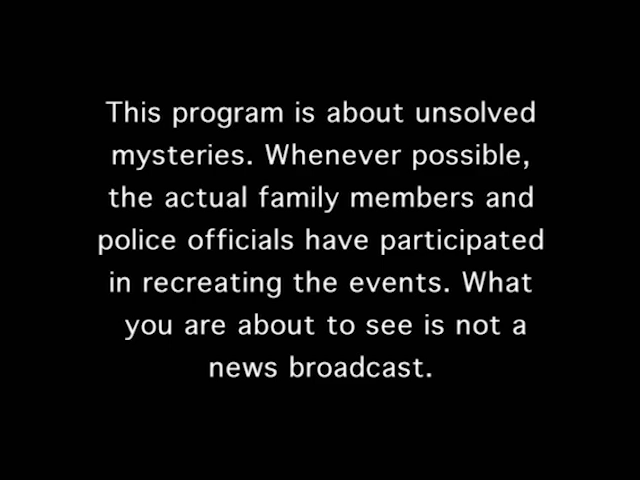 This program is about unsolved
mysteries. Whenever possible,
the actual family members and
police officials have participated
in recreating the events. What
you are about to see is not a
news broadcast.